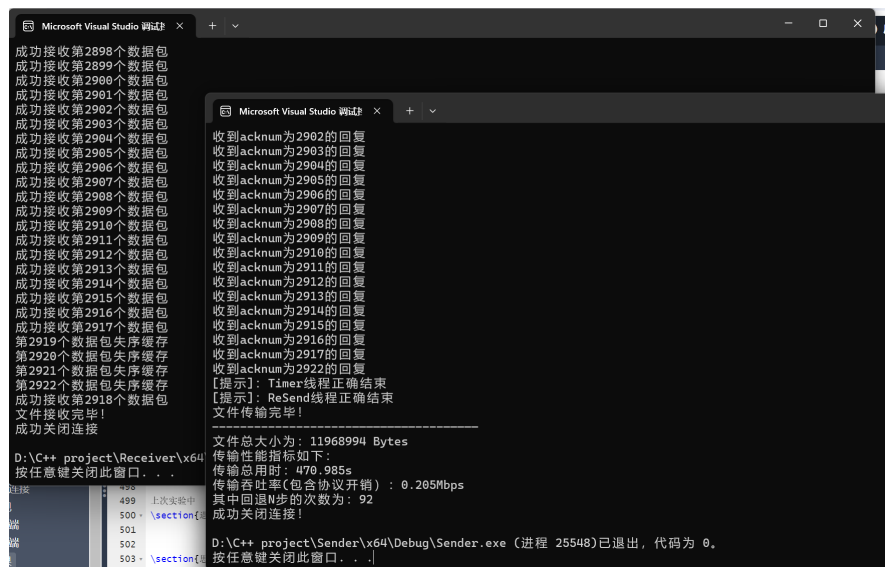 Microsoft Visual Studio 调试
成功接收第2898个数据包
成功接收第2899个数据包
成功接收第2900个数据包
成功接收第2901个数据包
成功接收第2902个数据包
成功接收第2903个数据包
成功接收第2904个数据包
成功接收第2905个数据包
成功接收第2906个数据包
成功接收第2907个数据包
成功接收第2908个数据包
成功接收第2909个数据包
成功接收第2910个数据包
成功接收第2911个数据包
成功接收第2912个数据包
成功接收第2913个数据包
成功接收第2914个数据包
成功接收第2915个数据包
成功接收第2916个数据包
成功接收第2917个数据包
第2919个数据包失序缓存
第2920个数据包失序缓存
第2921个数据包失序缓存
第2922个数据包失序缓存
成功接收第2918个数据包
文件接收完毕!
成功关闭连接
D:\C++ project\Receiver\x64
按任意键关闭此窗口. . .
Microsoft Visual Studio 调试
收到acknum为2902的回复
收到acknum为2903的回复
收到acknum为2904的回复
收到acknum为2905的回复
收到acknum为2906的回复
收到acknum为2907的回复
收到acknum为2908的回复
收到acknum为2909的回复
收到acknum为2910的回复
收到acknum为2911的回复
收到acknum为2912的回复
收到acknum为2913的回复
收到acknum为2914的回复
收到acknum为2915的回复
收到acknum为2916的回复
收到acknum为2917的回复
收到acknum为2922的回复
[提示]: Timer线程正确结束
[提示]: ReSend线程正确结束
文件传输完毕!
--------------------------------------
文件总大小为: 11968994 Bytes
传输性能指标如下:
传输总用时: 470.985s
传输吞吐率(包含协议开销) : 0.205Mbps
其中回退N步的次数为: 92
成功关闭连接!
D:\C++ project\Sender\x64\Debug\Sender.exe (进程 25548)已退出，代码为 0。
按任意键关闭此窗口. . .
连接
端
端
498
499 上次实验中
500 \section{
501
502
503 \section{